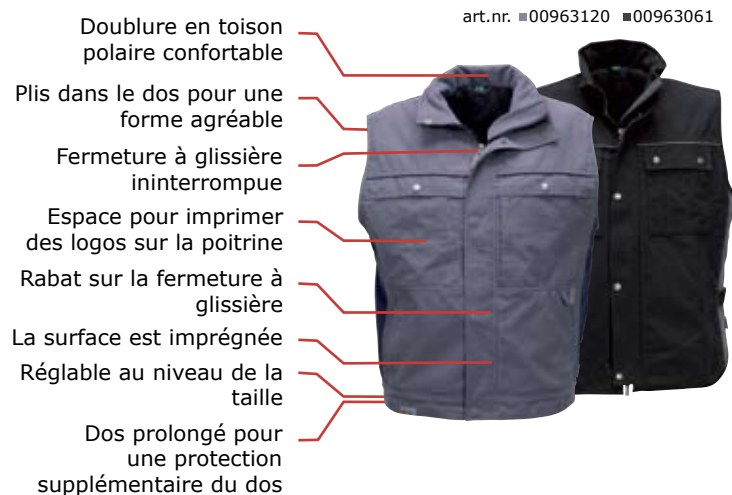 art.nr. 00963120 00963061
Doublure en toison
polaire confortable
Plis dans le dos pour une
forme agréable
Fermeture à glissière
ininterrompue
Espace pour imprimer
des logos sur la poitrine
Rabat sur la fermeture à
glissière
La surface est imprégnée
Réglable au niveau de la
taille
Dos prolongé pour
une protection
supplémentaire du dos